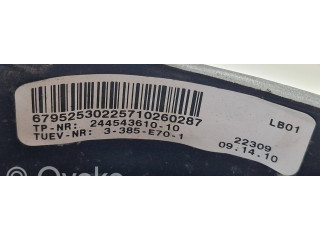 67952530225710260287
TP-NR: 244543610-10
TUEV-NR: 3-385-E70-1
LB01
22309
09.14.10
Ovoko